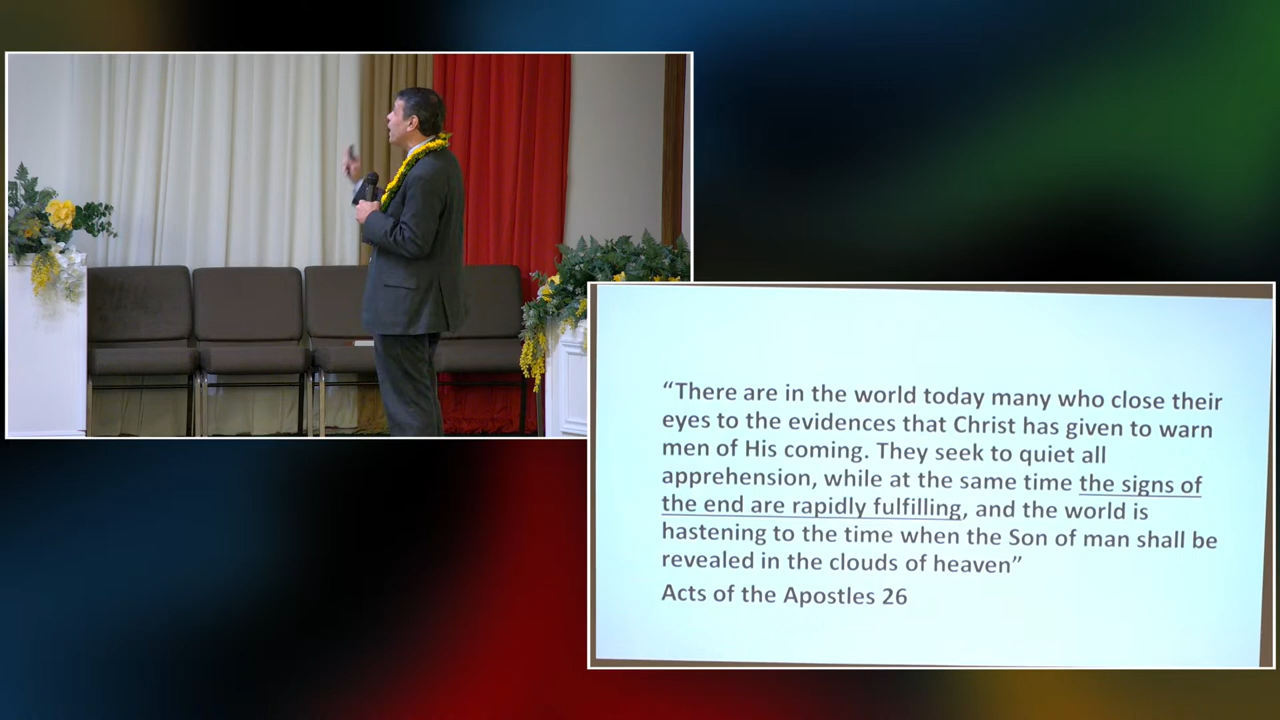 “There are in the world today many who close their
eyes to the evidences that Christ has given to warn
men of His coming. They seek to quiet all
apprehension, while at the same time the signs of
the end are rapidly fulfilling, and the world is
hastening to the time when the Son of man shall be
revealed in the clouds of heaven”
Acts of the Apostles 26